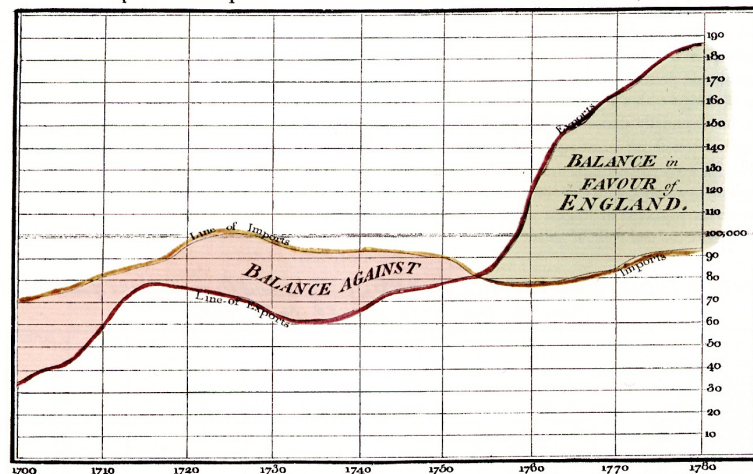 190
180
170
160
Exports
150
140
BALANCE in
130
FAVOUR of
120
ENGLAND.
110
Line of Imports
100,000
90
Imports
BALANCE AGAINST
80
70
Line of Exports
60
50
40
30
20
10
1700 1710 1720 1730 1740 1750 1760 1770 1780